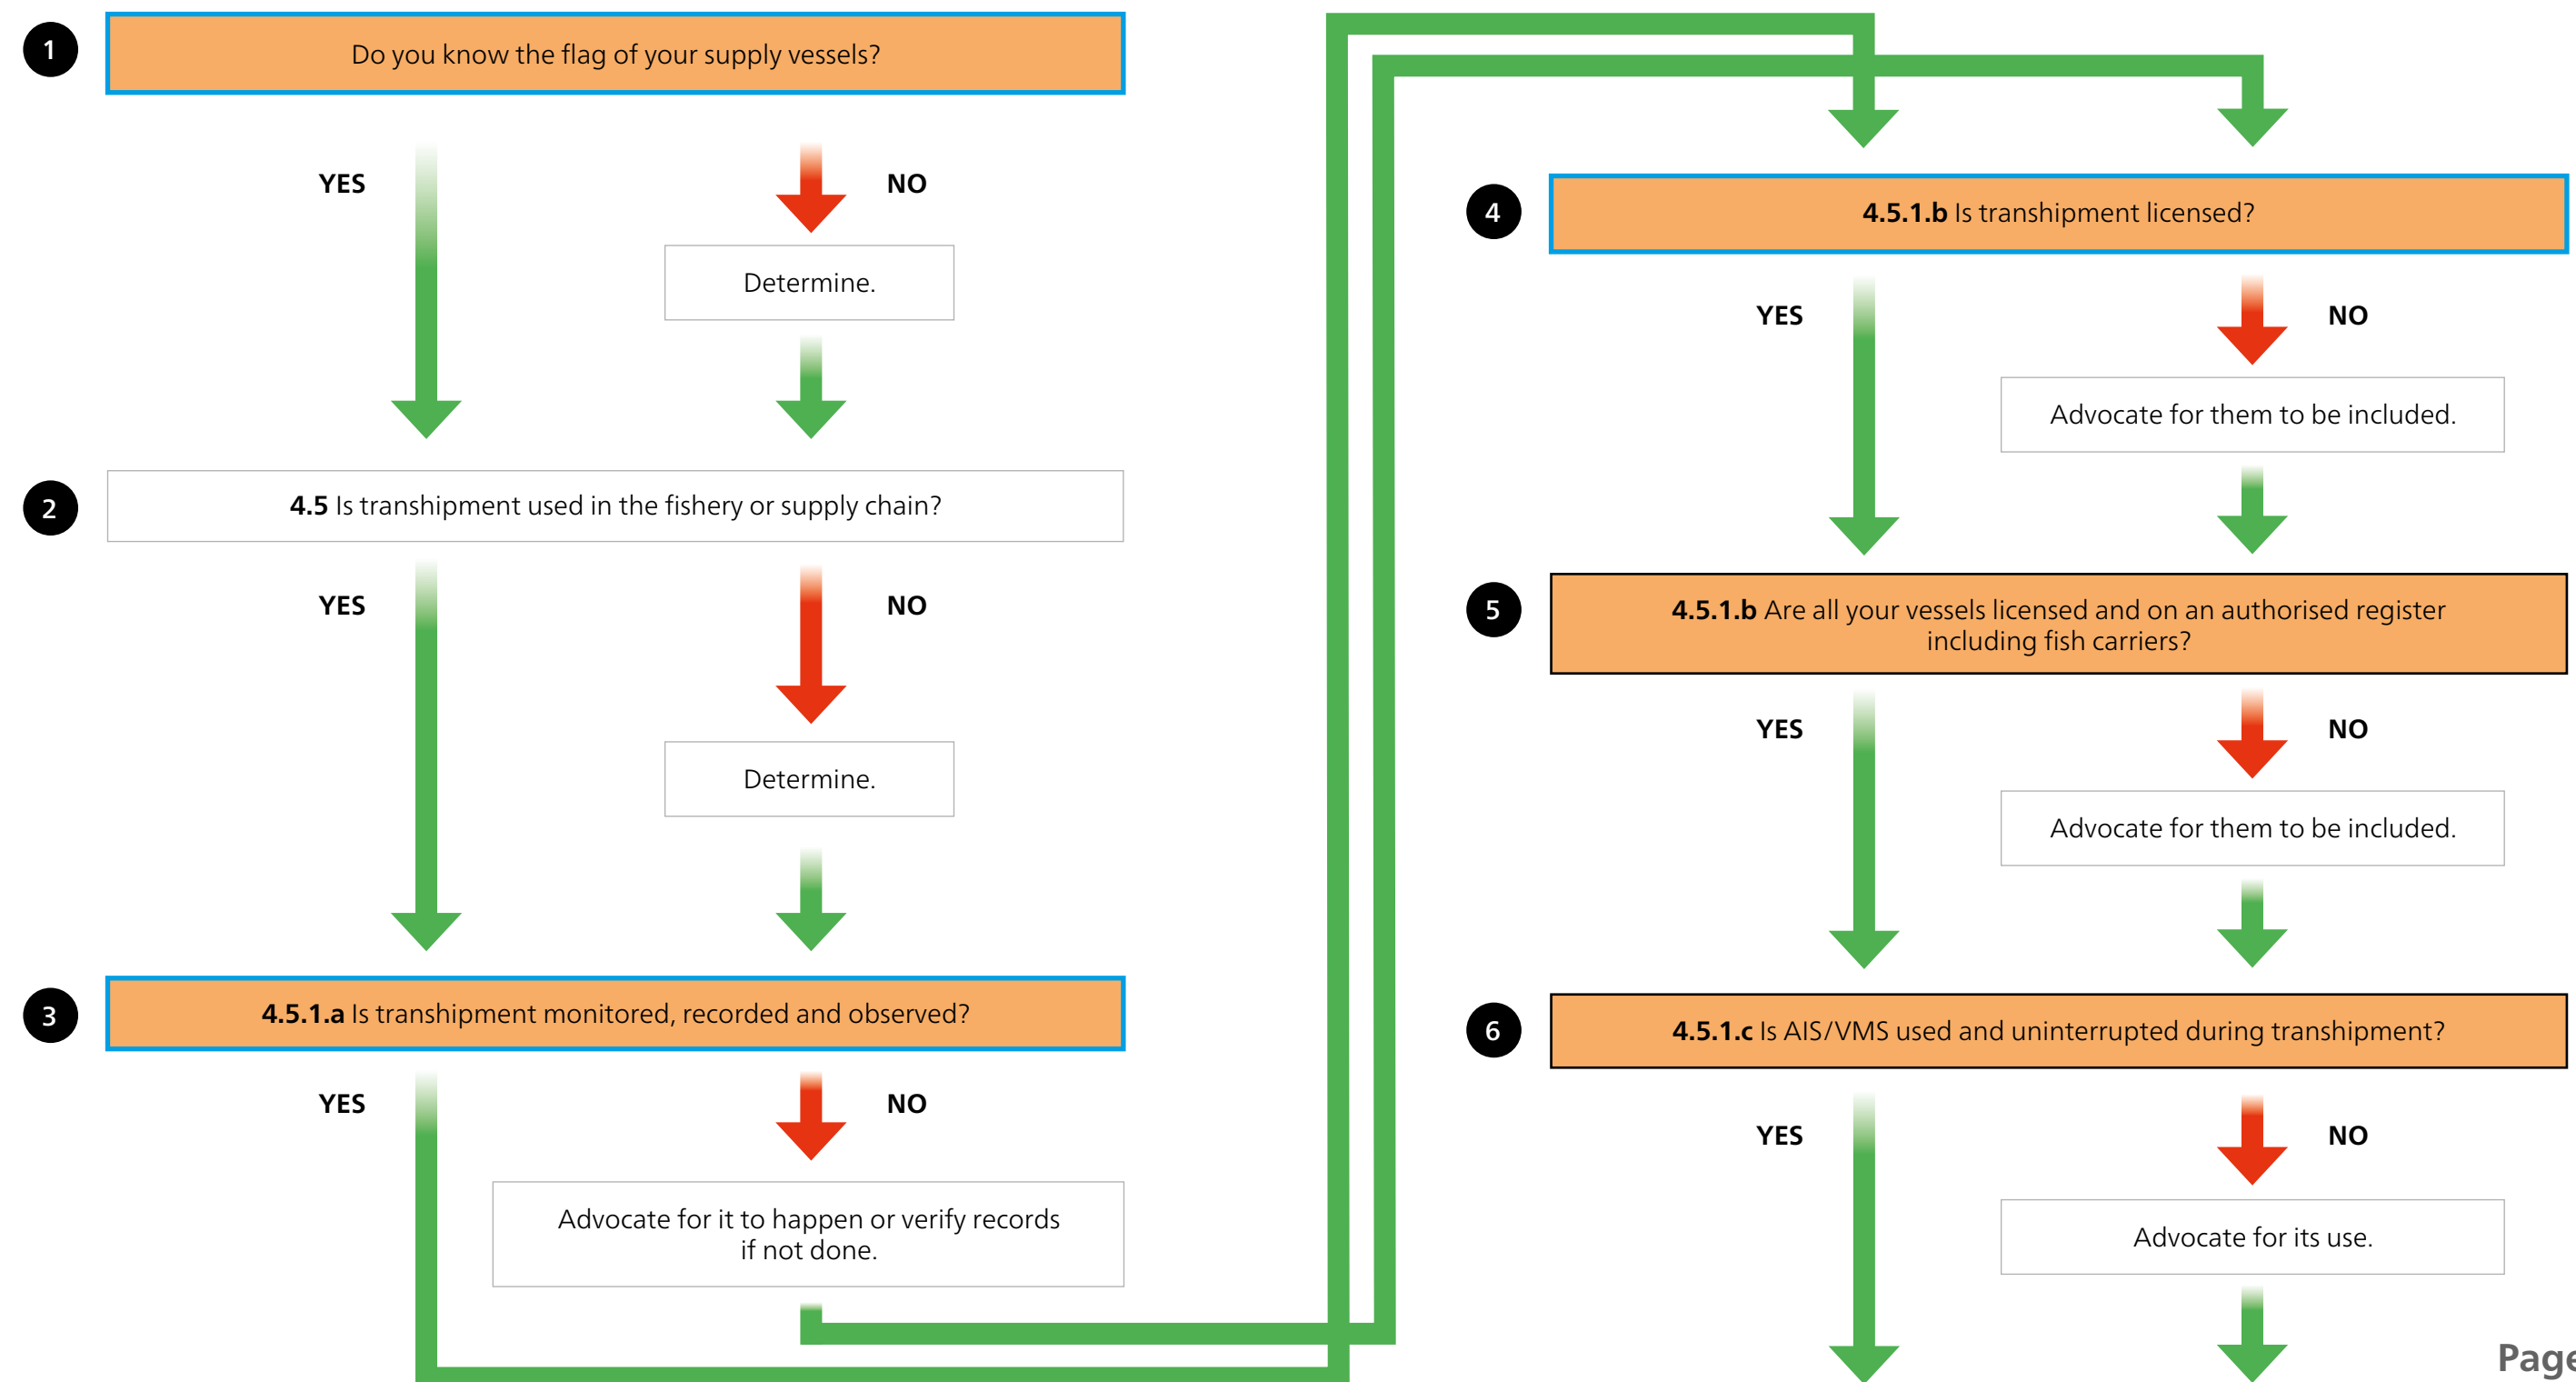 1
Do you know the flag of your supply vessels?
YES
NO
Determine.
2
4.5 Is transhipment used in the fishery or supply chain?
YES
NO
Determine.
3
4.5.1.a Is transhipment monitored, recorded and observed?
YES
NO
Advocate for it to happen or verify records
if not done.
4
4.5.1.b Is transhipment licensed?
YES
NO
Advocate for them to be included.
5
4.5.1.b Are all your vessels licensed and on an authorised register
including fish carriers?
YES
NO
Advocate for them to be included.
6
4.5.1.c Is AIS/VMS used and uninterrupted during transhipment?
YES
NO
Advocate for its use.
Page